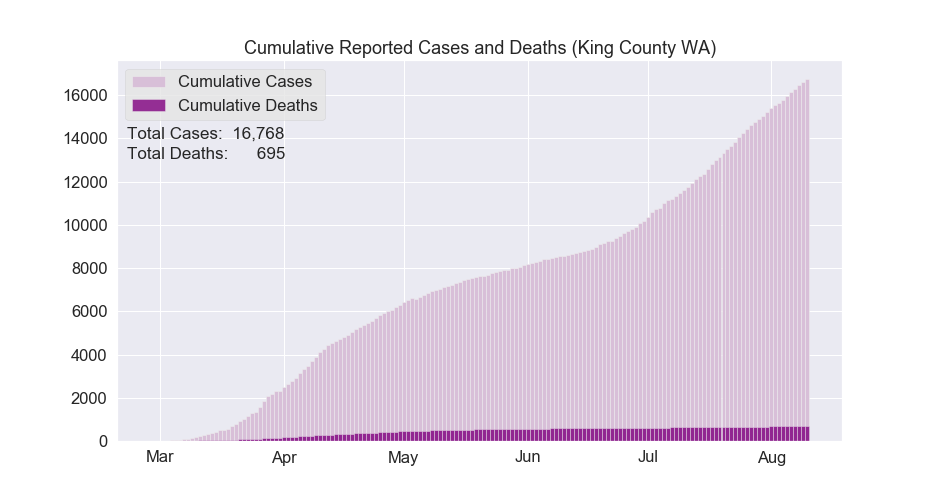 Cumulative Reported Cases and Deaths (King County WA)
Cumulative Cases
Cumulative Deaths
Total Cases: 16,768
Total Deaths: 695
16000
14000
12000
10000
8000
6000
4000
2000
0
Mar Apr May Jun Jul Aug